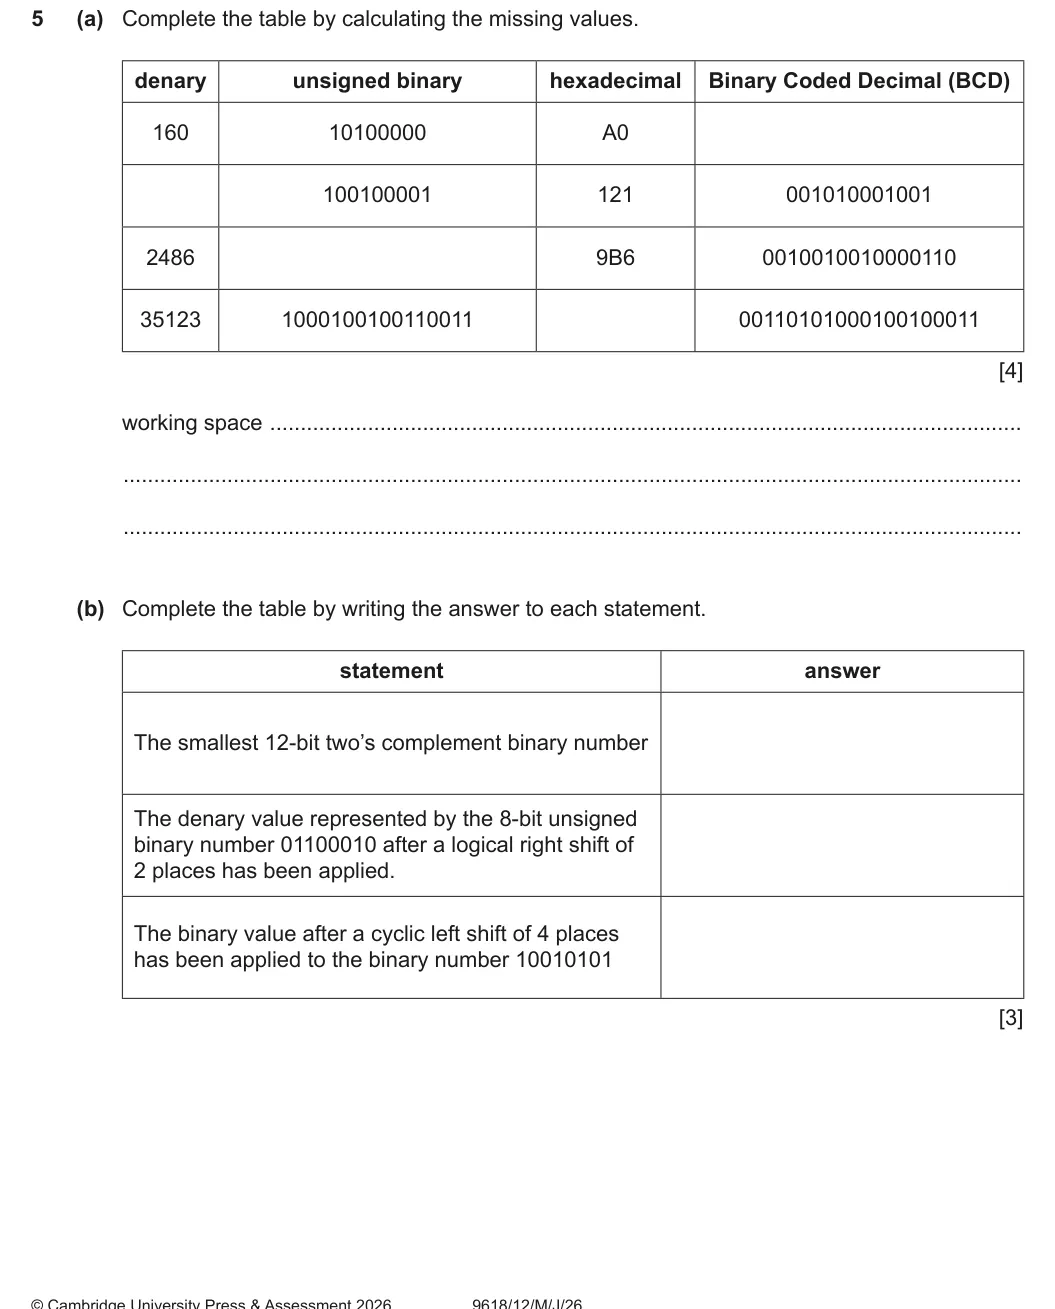 5 (a) Complete the table by calculating the missing values.
denary unsigned binary hexadecimal Binary Coded Decimal (BCD)
160 10100000 A0
100100001 121 001010001001
2486 9B6 0010010010000110
35123 1000100100110011 00110101000100100011
[4]
working space ............................................................................................................................
....................................................................................................................................................
....................................................................................................................................................
(b) Complete the table by writing the answer to each statement.
statement answer
The smallest 12-bit two’s complement binary number
The denary value represented by the 8-bit unsigned
binary number 01100010 after a logical right shift of
2 places has been applied.
The binary value after a cyclic left shift of 4 places
has been applied to the binary number 10010101
[3]
© Cambridge University Press & Assessment 2026 9618/12/M/J/26